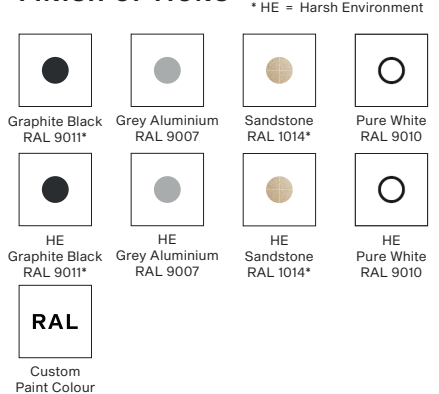 * HE = Harsh Environment
Graphite Black
RAL 9011*
Grey Aluminium
RAL 9007
Sandstone
RAL 1014*
Pure White
RAL 9010
HE
Graphite Black
RAL 9011*
HE
Grey Aluminium
RAL 9007
HE
Sandstone
RAL 1014*
HE
Pure White
RAL 9010
RAL
Custom
Paint Colour